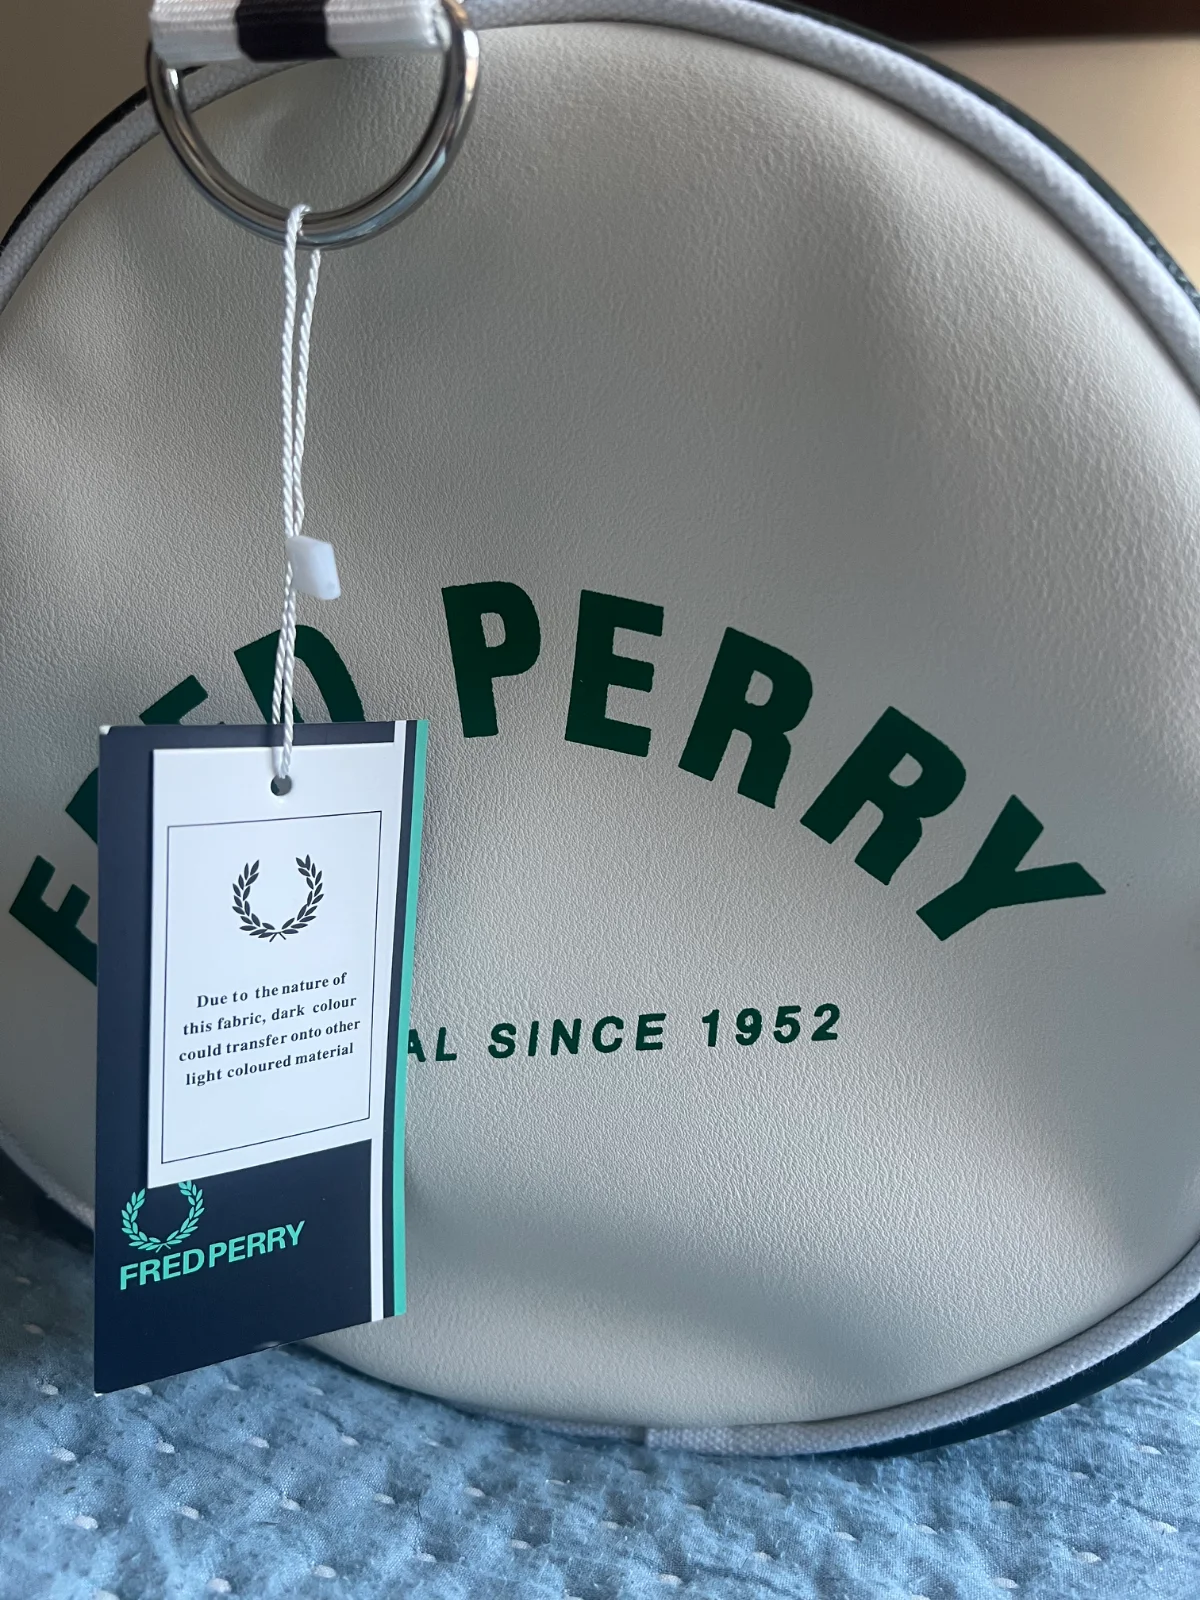 FRED PERRY
SINCE 1952
Due to the nature of
this fabric, dark colour
could transfer onto other
light coloured material
FRED PERRY